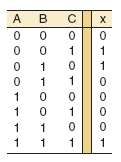 A B C x
0 0 0 0
0 0 1 1
0 1 0 1
0 1 1 0
1 0 0 0
1 0 1 0
1 1 0 0
1 1 1 1